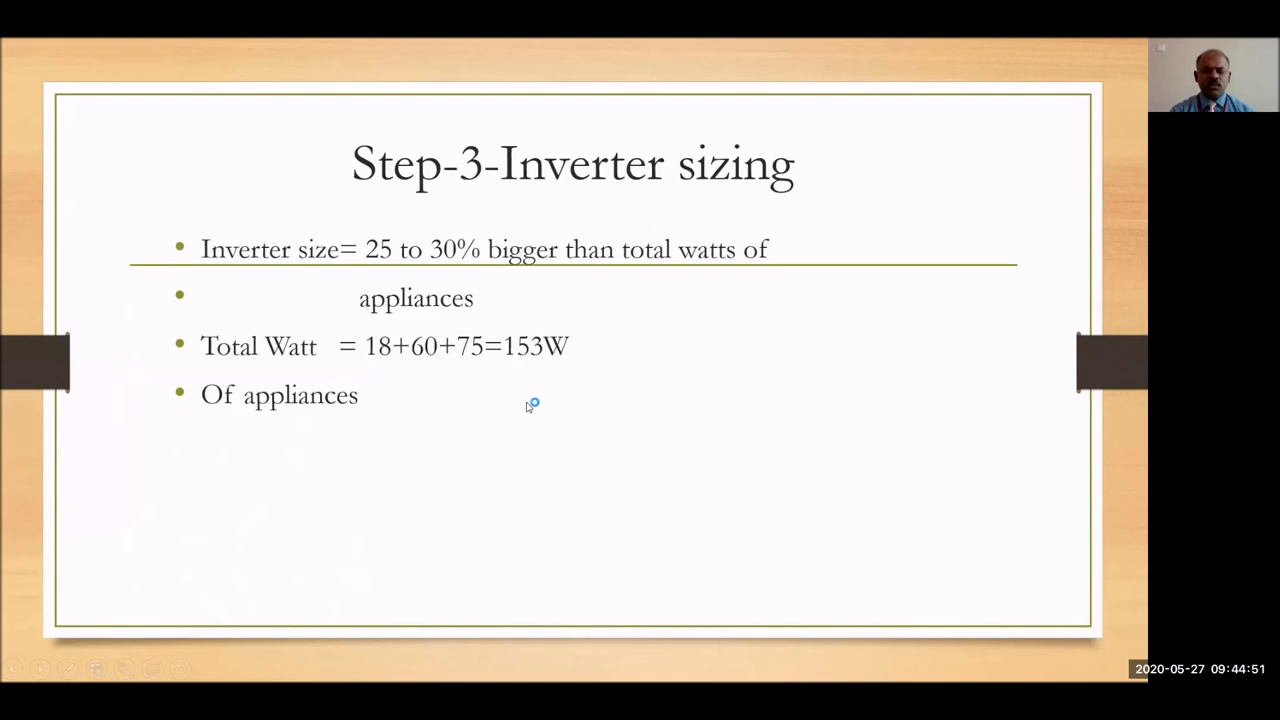 Step-3-Inverter sizing
• Inverter size= 25 to 30% bigger than total watts of
• appliances
• Total Watt = 18+60+75=153W
• Of appliances
2020-05-27 09:44:51